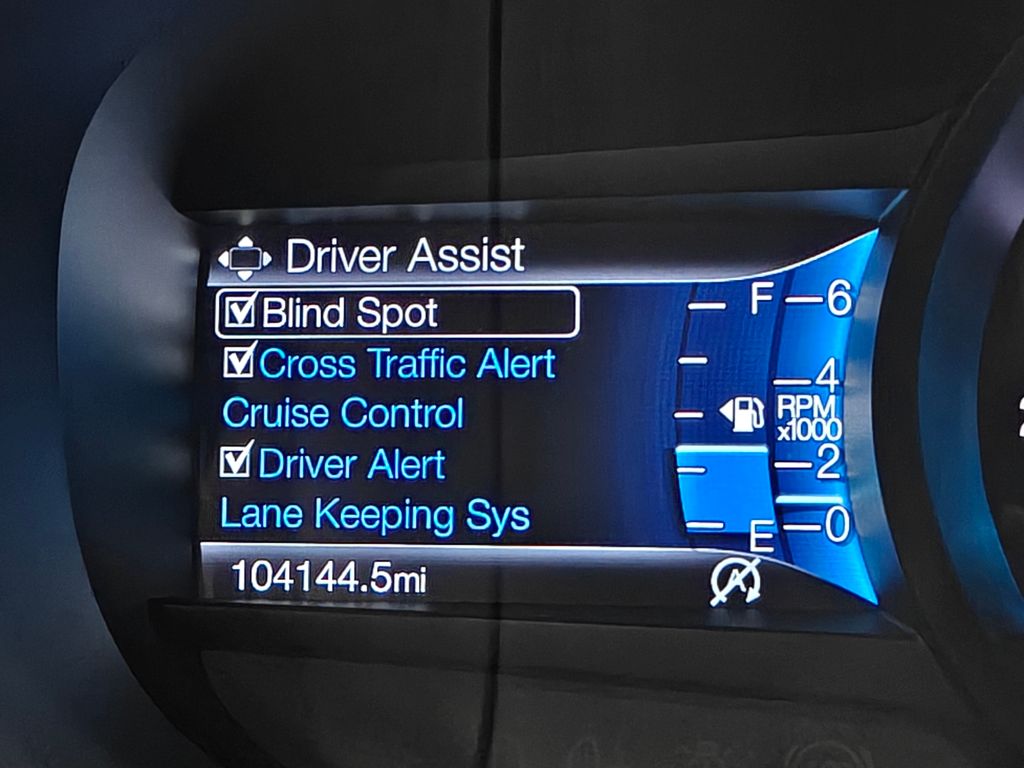 Driver Assist
Blind Spot
Cross Traffic Alert
Cruise Control
Driver Alert
Lane Keeping Sys
104144.5mi
F
E
6
4
RPM
x1000
2
0
A